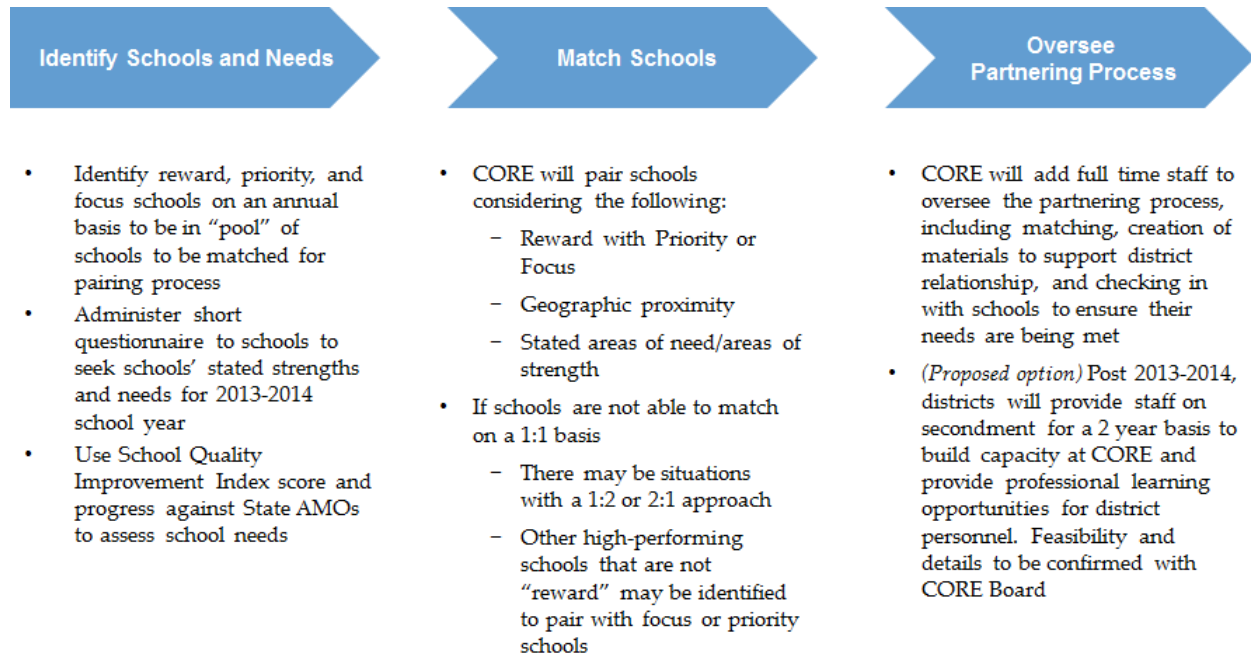 Identify Schools and Needs
• Identify reward, priority, and
focus schools on an annual
basis to be in “pool” of
schools to be matched for
pairing process
• Administer short
questionnaire to schools to
seek schools’ stated strengths
and needs for 2013-2014
school year
• Use School Quality
Improvement Index score and
progress against State AMOs
to assess school needs
Match Schools
• CORE will pair schools
considering the following:
– Reward with Priority or
Focus
– Geographic proximity
– Stated areas of need/areas of
strength
• If schools are not able to match
on a 1:1 basis
– There may be situations
with a 1:2 or 2:1 approach
– Other high-performing
schools that are not
“reward” may be identified
to pair with focus or priority
schools
Oversee
Partnering Process
• CORE will add full time staff to
oversee the partnering process,
including matching, creation of
materials to support district
relationship, and checking in
with schools to ensure their
needs are being met
• (Proposed option) Post 2013-2014,
districts will provide staff on
secondment for a 2 year basis to
build capacity at CORE and
provide professional learning
opportunities for district
personnel. Feasibility and
details to be confirmed with
CORE Board